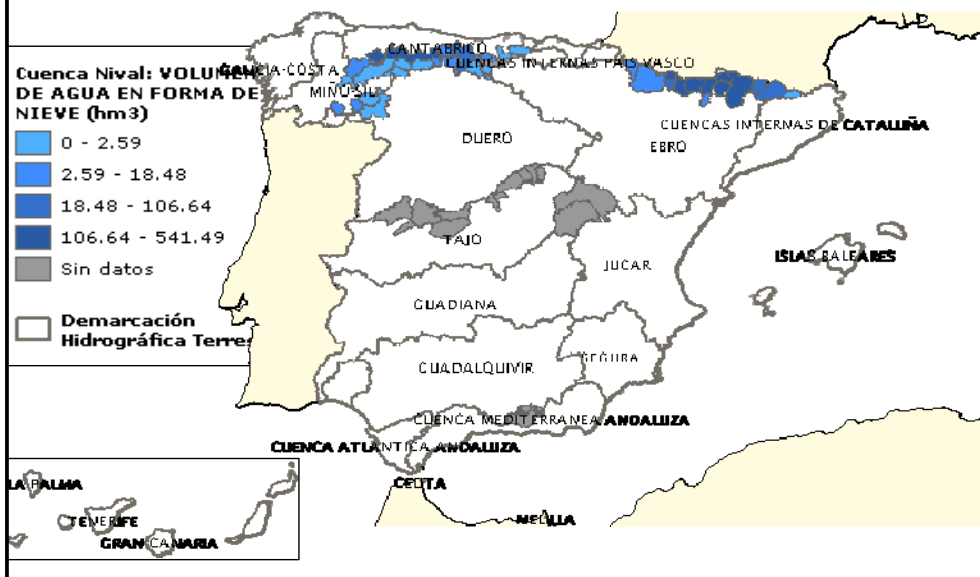 Cuenca Nival: VOLUMEN
DE AGUA EN FORMA DE
NIEVE (hm3)
0 - 2.59
2.59 - 18.48
18.48 - 106.64
106.64 - 541.49
Sin datos
Demarcación
Hidrográfica Terres
GALICIA-COSTA
CANTABRICO
CUENCAS INTERNAS PAIS VASCO
MIÑO-SIL
DUERO
EBRO
CUENCAS INTERNAS DE CATALUÑA
TAJO
JUCAR
ISLAS BALEARES
GUADIANA
SEGURA
GUADALQUIVIR
CUENCA MEDITERRANEA ANDALUZA
CUENCA ATLANTICA ANDALUZA
CEUTA
MELILLA
LA PALMA
TENERIFE
GRAN CANARIA